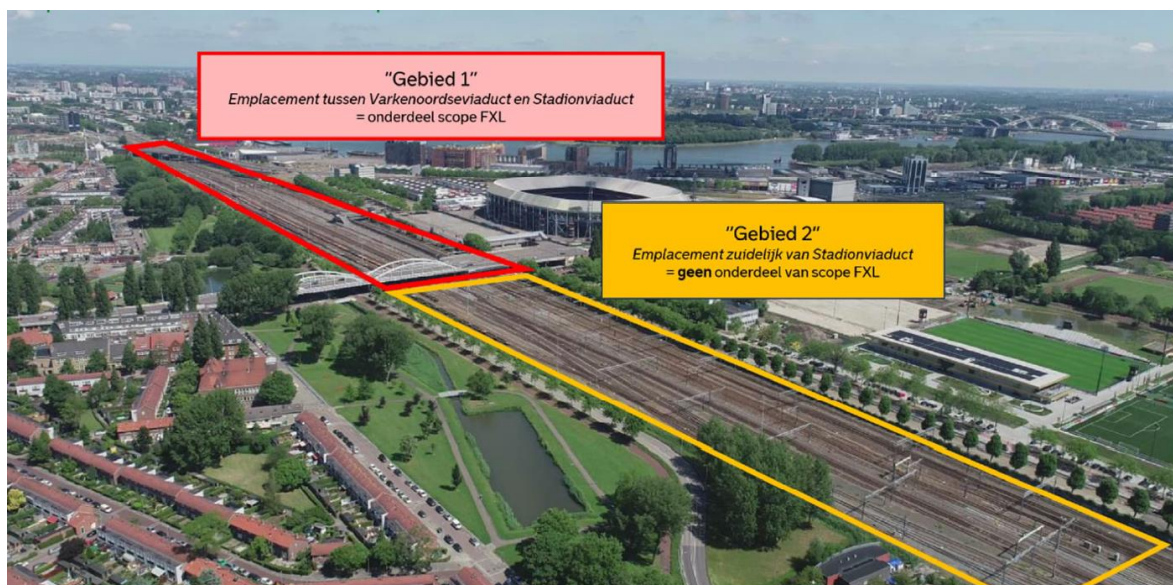 "Gebied 1"
Emplacement tussen Varkenoordseviaduct en Stadionviaduct
= onderdeel scope FXL
"Gebied 2"
Emplacement zuidelijk van Stadionviaduct
= geen onderdeel van scope FXL